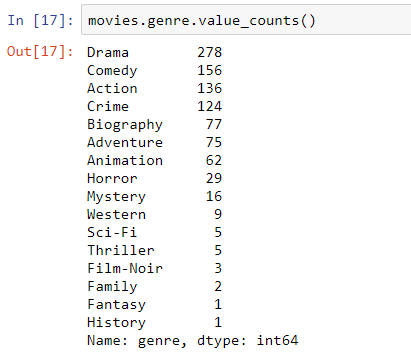 In [17]: movies.genre.value_counts()
Out[17]: Drama 278
Comedy 156
Action 136
Crime 124
Biography 77
Adventure 75
Animation 62
Horror 29
Mystery 16
Western 9
Sci-Fi 5
Thriller 5
Film-Noir 3
Family 2
Fantasy 1
History 1
Name: genre, dtype: int64